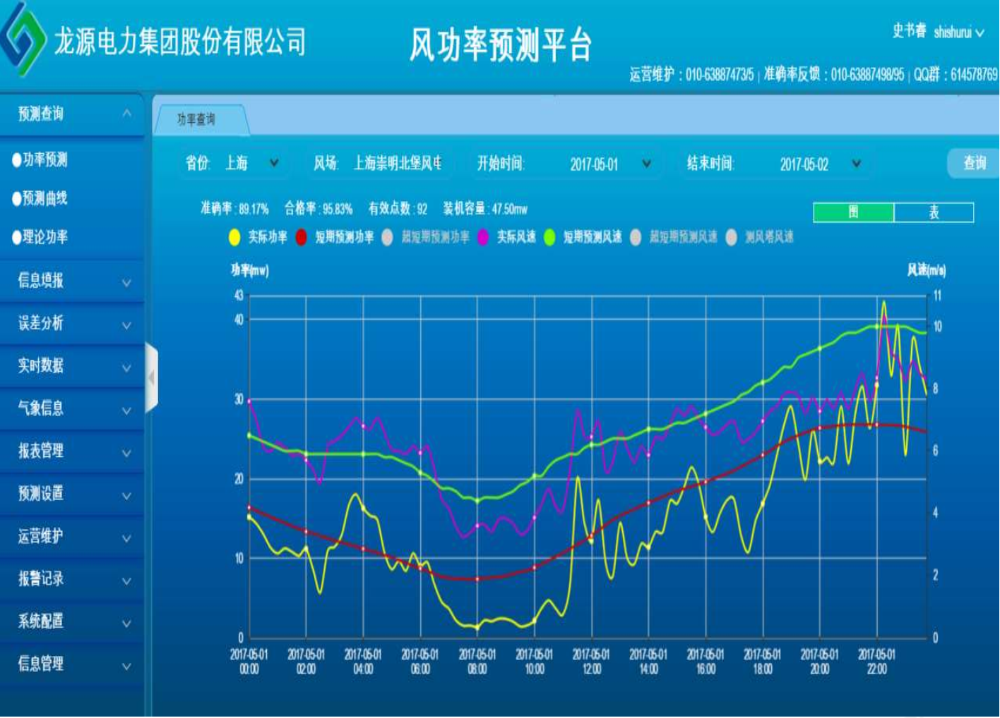 龙源电力集团股份有限公司
风功率预测平台
史书睿 shishurui
运营维护：010-63887473/5 | 准确率反馈：010-63887498/95 | QQ群：614578769
预测查询
功率预测
预测曲线
理论功率
信息填报
误差分析
实时数据
气象信息
报表管理
预测设置
运营维护
报警记录
系统配置
信息管理
功率查询
省份: 上海 风场: 上海崇明北堡风电 开始时间: 2017-05-01 结束时间: 2017-05-02 查询
准确率: 89.17% 合格率: 95.83% 有效点数: 92 装机容量: 47.50mw
图 表
实际功率 短期预测功率 超短期预测功率 实际风速 短期预测风速 超短期预测风速 测风塔风速
功率(mw) 风速(m/s)
43 11
40 10
30 8
6
20
4
10 2
0 0
2017-05-01 2017-05-01 2017-05-01 2017-05-01 2017-05-01 2017-05-01 2017-05-01 2017-05-01 2017-05-01 2017-05-01 2017-05-01 2017-05-01
00:00 02:00 04:00 06:00 08:00 10:00 12:00 14:00 16:00 18:00 20:00 22:00